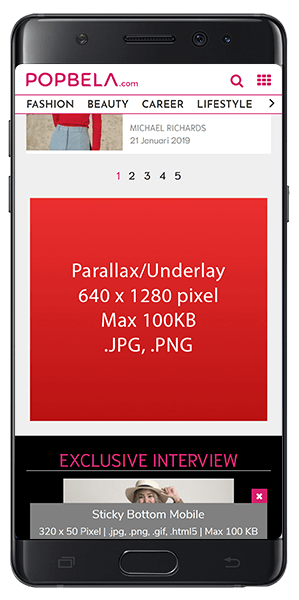 POPBELA.com
FASHION BEAUTY CAREER LIFESTYLE >
MICHAEL RICHARDS
21 Januari 2019
1 2 3 4 5
Parallax/Underlay
640 x 1280 pixel
Max 100KB
.JPG, .PNG
EXCLUSIVE INTERVIEW
Sticky Bottom Mobile
320 x 50 Pixel | .jpg, .png, .gif, .html5 | Max 100 KB